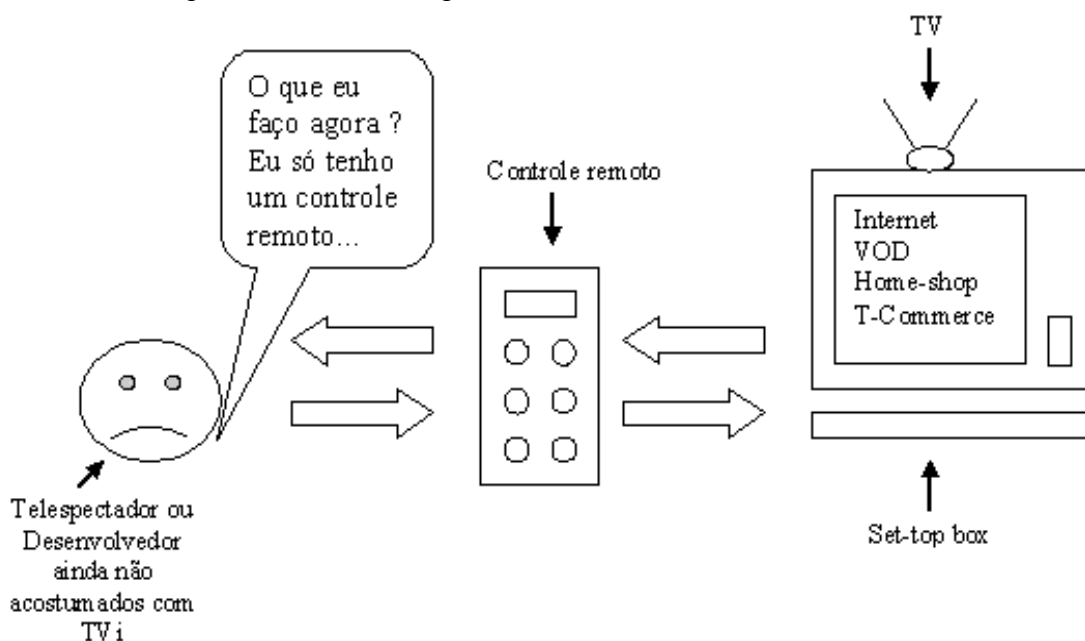 TV
O que eu
faço agora ?
Eu só tenho
um controle
remoto...
Controle remoto
Internet
VOD
Home-shop
T-Commerce
Set-top box
Telespectador ou
Desenvolvedor
ainda não
acostumados com
TV i